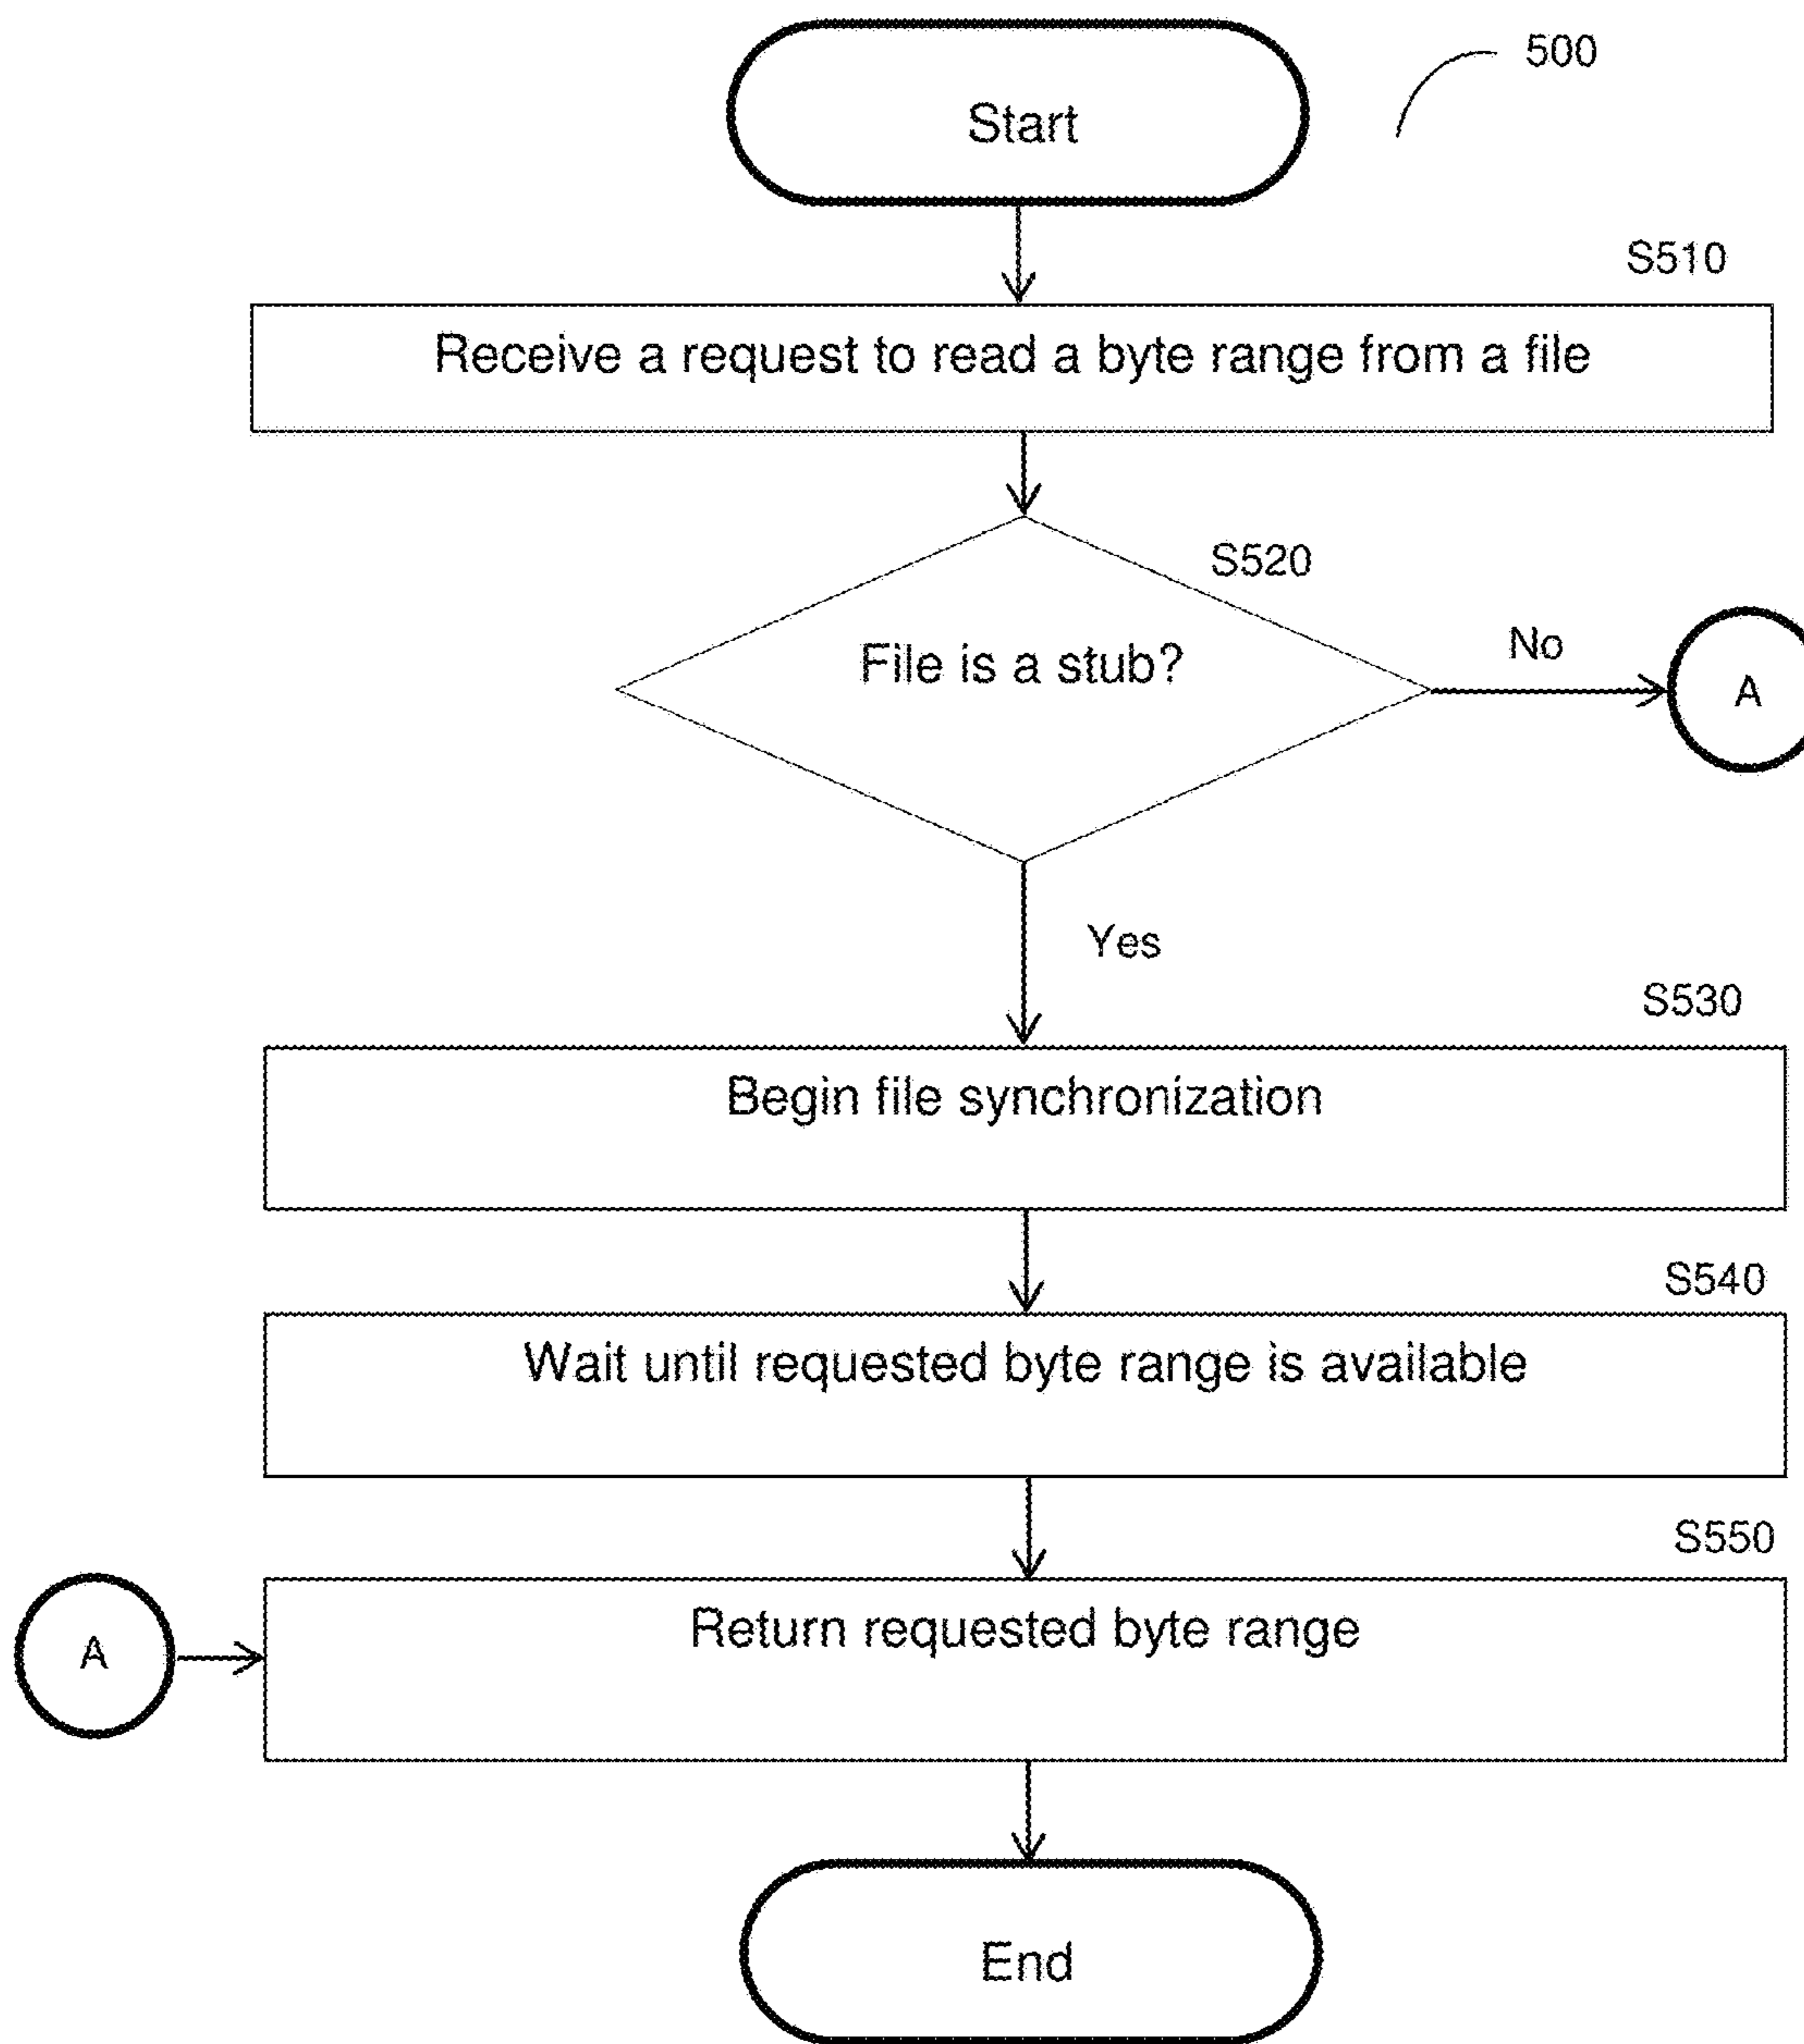 500
Start
S510
Receive a request to read a byte range from a file
S520
File is a stub?
No
A
Yes
S530
Begin file synchronization
S540
Wait until requested byte range is available
S550
Return requested byte range
A
End